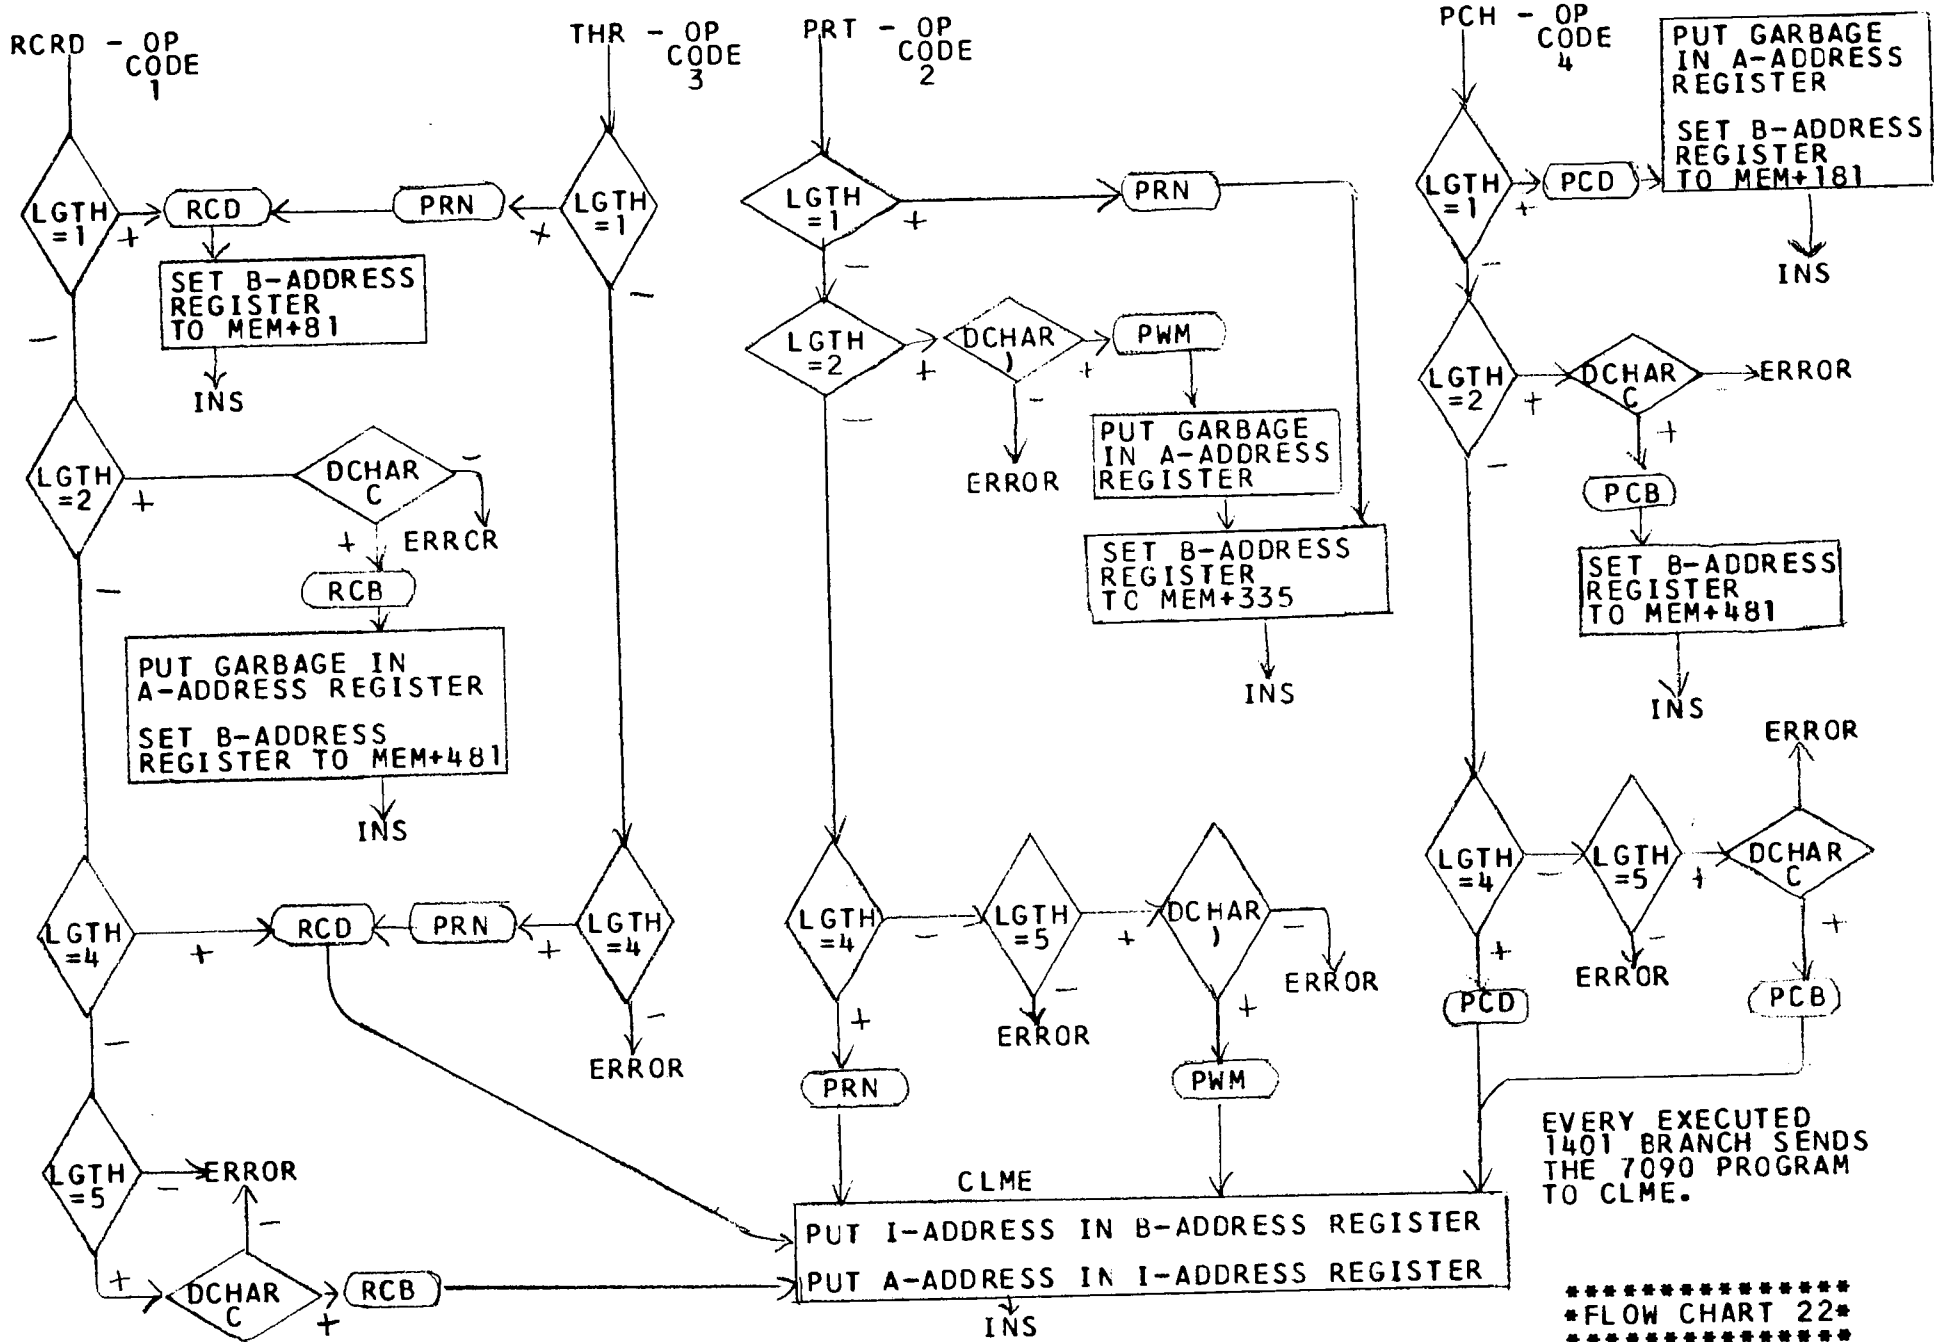 RCRD - OP
CODE
1
LGTH
=1
+
-
RCD
SET B-ADDRESS
REGISTER
TO MEM+81
INS
LGTH
=2
+
-
DCHAR
C
-
ERRCR
+
RCB
PUT GARBAGE IN
A-ADDRESS REGISTER
SET B-ADDRESS
REGISTER TO MEM+481
INS
LGTH
=4
+
-
RCD
LGTH
=5
-
ERROR
+
DCHAR
C
-
+
RCB
THR - OP
CODE
3
LGTH
=1
+
-
PRN
LGTH
=4
+
-
PRN
ERROR
PRT - OP
CODE
2
LGTH
=1
+
-
PRN
LGTH
=2
+
-
DCHAR
)
+
-
ERROR
PWM
PUT GARBAGE
IN A-ADDRESS
REGISTER
SET B-ADDRESS
REGISTER
TC MEM+335
INS
LGTH
=4
-
+
PRN
LGTH
=5
+
-
ERROR
DCHAR
)
-
ERROR
+
PWM
PCH - OP
CODE
4
LGTH
=1
+
-
PCD
PUT GARBAGE
IN A-ADDRESS
REGISTER
SET B-ADDRESS
REGISTER
TO MEM+181
INS
LGTH
=2
+
-
DCHAR
C
-
ERROR
+
PCB
SET B-ADDRESS
REGISTER
TO MEM+481
INS
LGTH
=4
-
+
PCD
LGTH
=5
+
-
ERROR
DCHAR
C
ERROR
+
PCB
CLME
PUT I-ADDRESS IN B-ADDRESS REGISTER
PUT A-ADDRESS IN I-ADDRESS REGISTER
INS
EVERY EXECUTED
1401 BRANCH SENDS
THE 7090 PROGRAM
TO CLME.
***************
*FLOW CHART 22*
***************